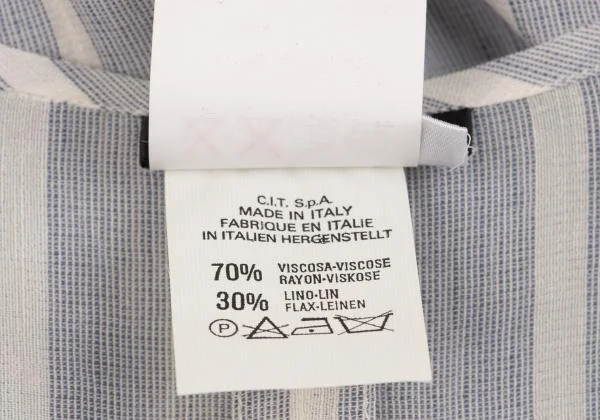 C.I.T. S.p.A.
MADE IN ITALY
FABRIQUE EN ITALIE
IN ITALIEN HERGENSTELLT
70% VISCOSA-VISCOSE
RAYON-VISKOSE
30% LINO-LIN
FLAX-LEINEN
P